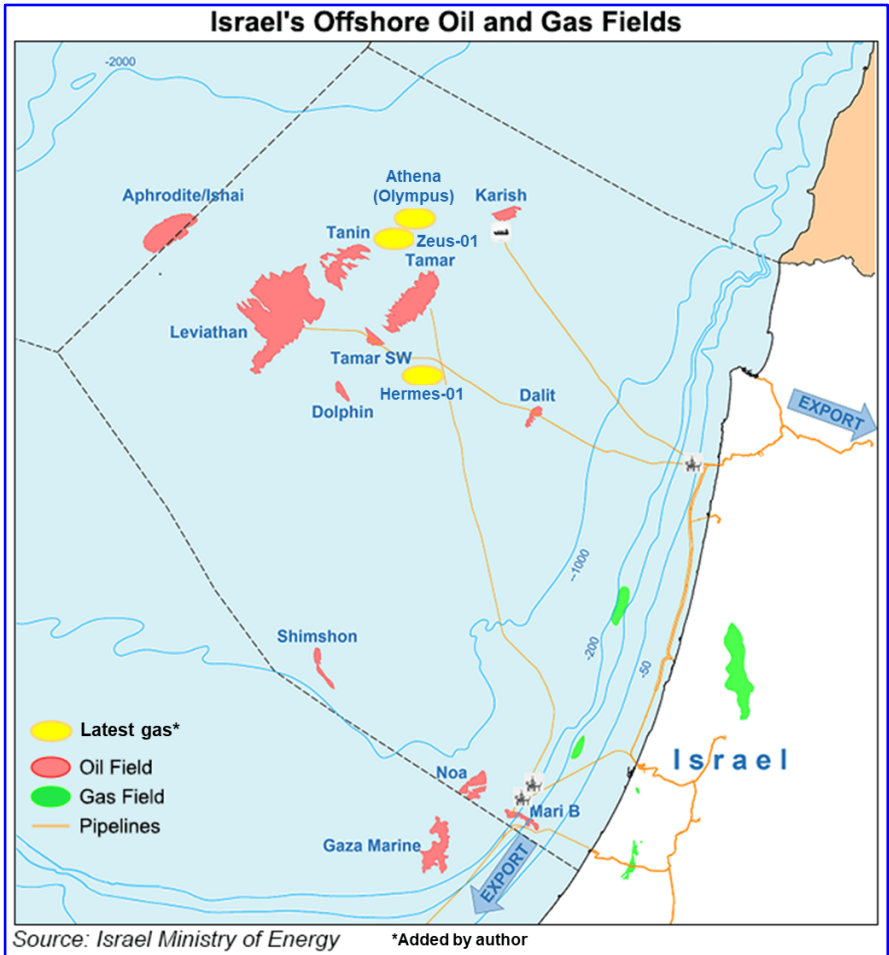 Israel's Offshore Oil and Gas Fields
-2000
Athena
(Olympus)
Aphrodite/Ishai
Karish
Tanin
Zeus-01
Tamar
Leviathan
Tamar SW
Hermes-01
Dolphin
Dalit
EXPORT
--1000
-200
-50
Shimshon
Latest gas*
Oil Field
Gas Field
Pipelines
Israel
Noa
Mari B
Gaza Marine
EXPORT
Source: Israel Ministry of Energy
*Added by author